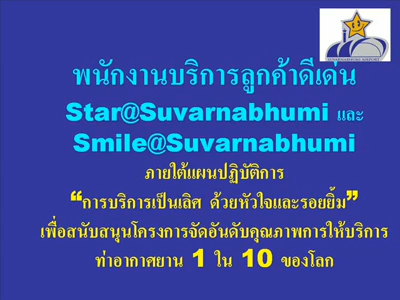 พนักงานบริการลูกค้าดีเด่น
Star@Suvarnabhumi และ
Smile@Suvarnabhumi
ภายใต้แผนปฏิบัติการ
“การบริการเป็นเลิศ ด้วยหัวใจและรอยยิ้ม”
เพื่อสนับสนุนโครงการจัดอันดับคุณภาพการให้บริการ
ท่าอากาศยาน 1 ใน 10 ของโลก